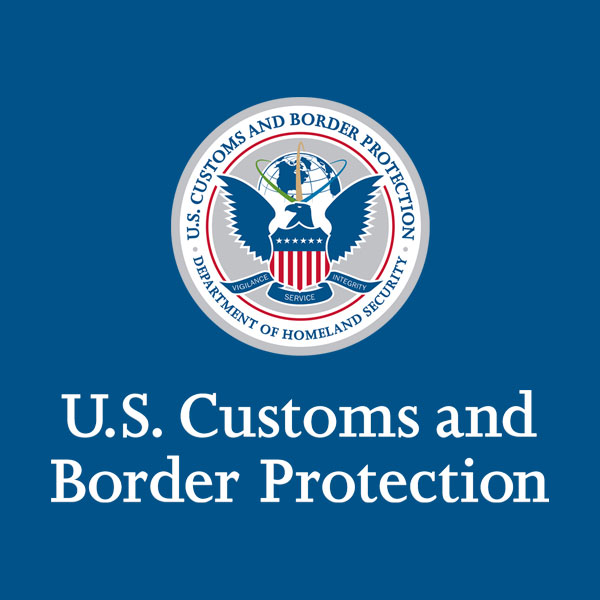 U.S. CUSTOMS AND BORDER PROTECTION
VIGILANCE
SERVICE
INTEGRITY
DEPARTMENT OF HOMELAND SECURITY
U.S. Customs and
Border Protection